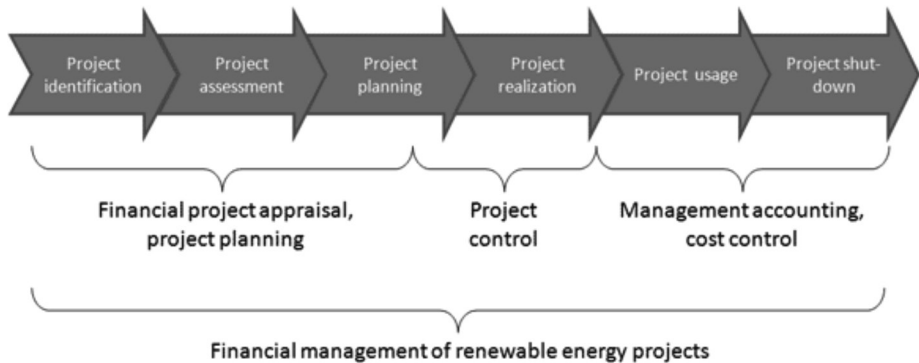 Project
identification
Project
assessment
Project
planning
Project
realization
Project usage
Project shut-
down
Financial project appraisal,
project planning
Project
control
Management accounting,
cost control
Financial management of renewable energy projects